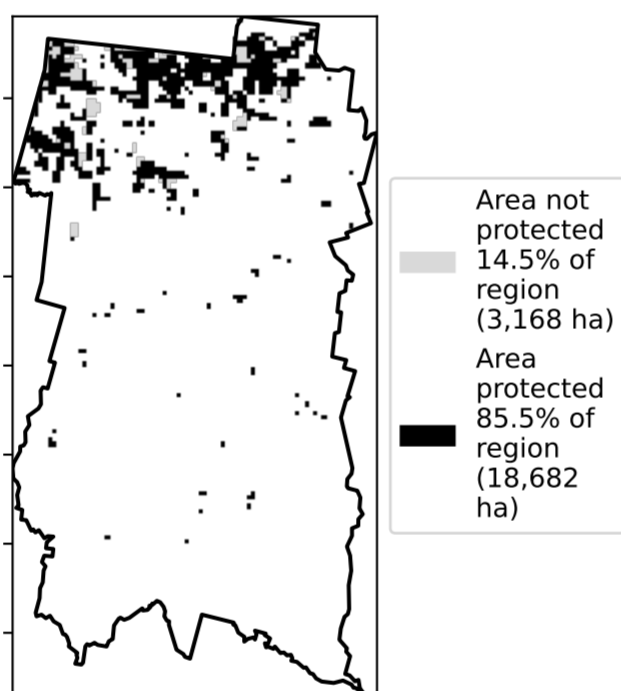 Area not
protected
14.5% of
region
(3,168 ha)
Area
protected
85.5% of
region
(18,682
ha)